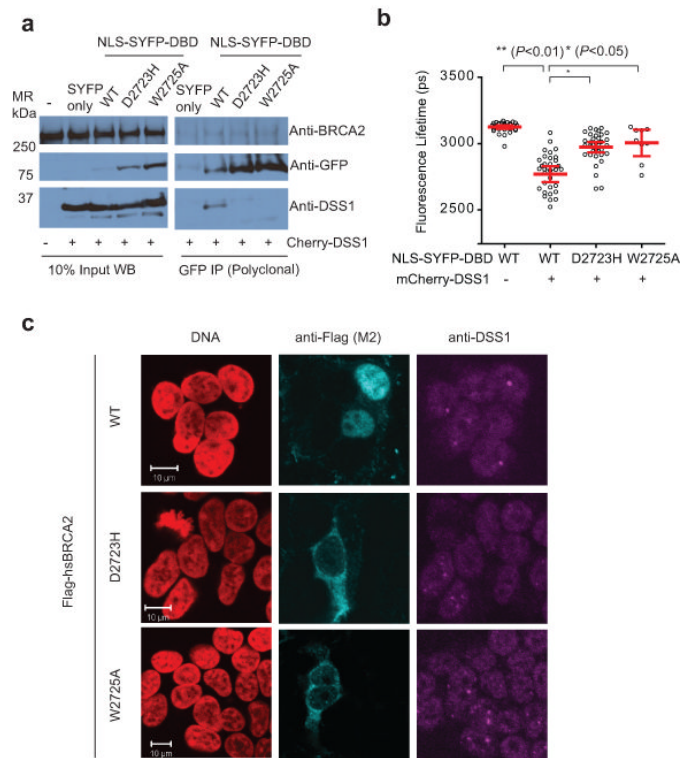 a
NLS-SYFP-DBD NLS-SYFP-DBD
MR kDa - SYFP only WT D2723H W2725A SYFP only WT D2723H W2725A
Anti-BRCA2
250
Anti-GFP
75
37
Anti-DSS1
- + + + + + + + + Cherry-DSS1
10% Input WB GFP IP (Polyclonal)
b
** (P<0.01) * (P<0.05)
*
Fluorescence Lifetime (ps)
3500
3000
2500
NLS-SYFP-DBD WT WT D2723H W2725A
mCherry-DSS1 - + + +
c
DNA anti-Flag (M2) anti-DSS1
Flag-hsBRCA2
WT
10 µm
D2723H
10 µm
W2725A
10 µm